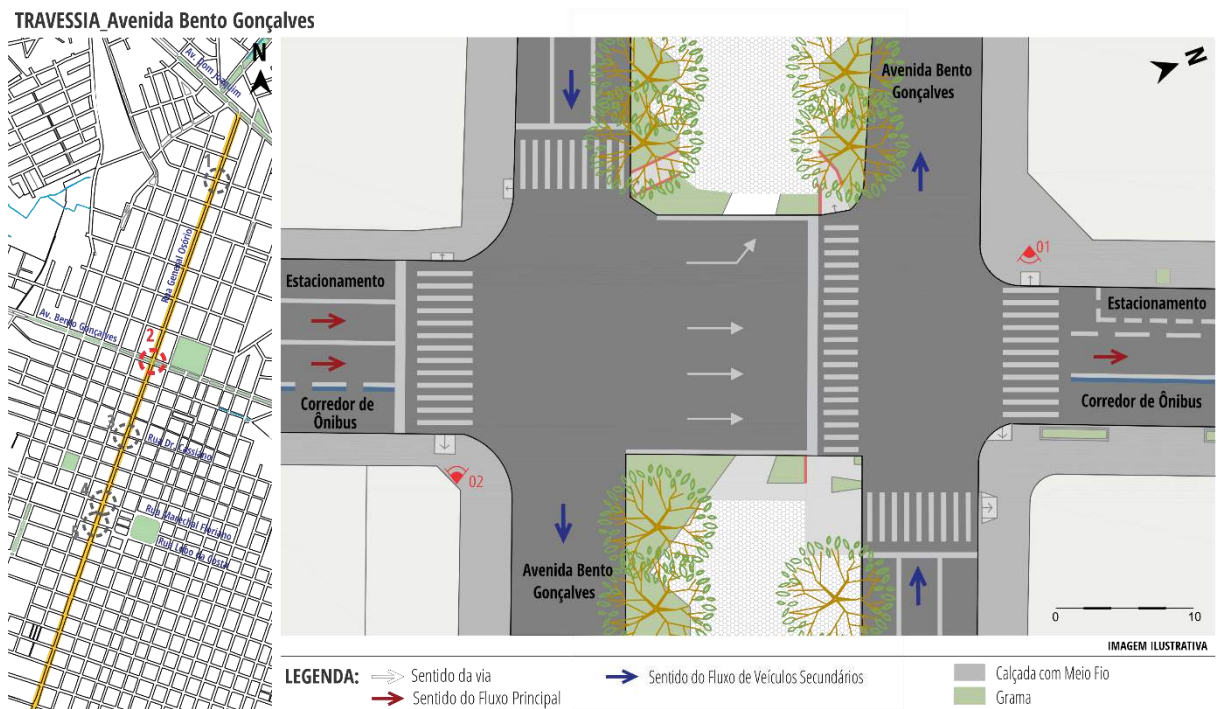 TRAVESSIA_Avenida Bento Gonçalves
N
Av. Dom Joaquim
1
Rua General Osório
Av. Bento Gonçalves
2
3
Rua Dr. Cassiano
4
Rua Marechal Floriano
Rua Lobo da Costa
Avenida Bento
Gonçalves
N
01
Estacionamento
Estacionamento
Corredor de
Ônibus
Corredor de Ônibus
02
Avenida Bento
Gonçalves
0
10
IMAGEM ILUSTRATIVA
LEGENDA:
Sentido da via
Sentido do Fluxo Principal
Sentido do Fluxo de Veículos Secundários
Calçada com Meio Fio
Grama